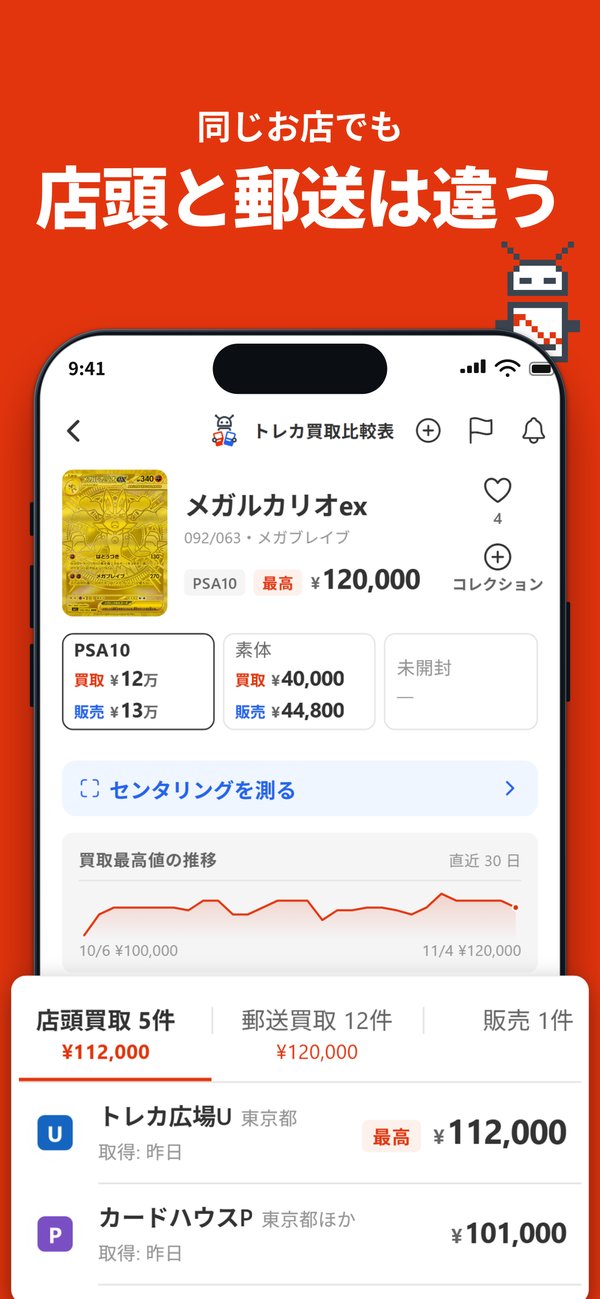 同じお店でも
店頭と郵送は違う
9:41
トレカ買取比較表
メガルカリオex
092/063・メガブレイブ
4
PSA10 最高 ¥120,000
コレクション
PSA10
買取 ¥12万
販売 ¥13万
素体
買取 ¥40,000
販売 ¥44,800
未開封
—
センタリングを測る
買取最高値の推移 直近 30 日
10/6 ¥100,000 11/4 ¥120,000
店頭買取 5件 郵送買取 12件 販売 1件
¥112,000 ¥120,000
U トレカ広場U 東京都
取得: 昨日
最高 ¥112,000
P カードハウスP 東京都ほか
取得: 昨日
¥101,000